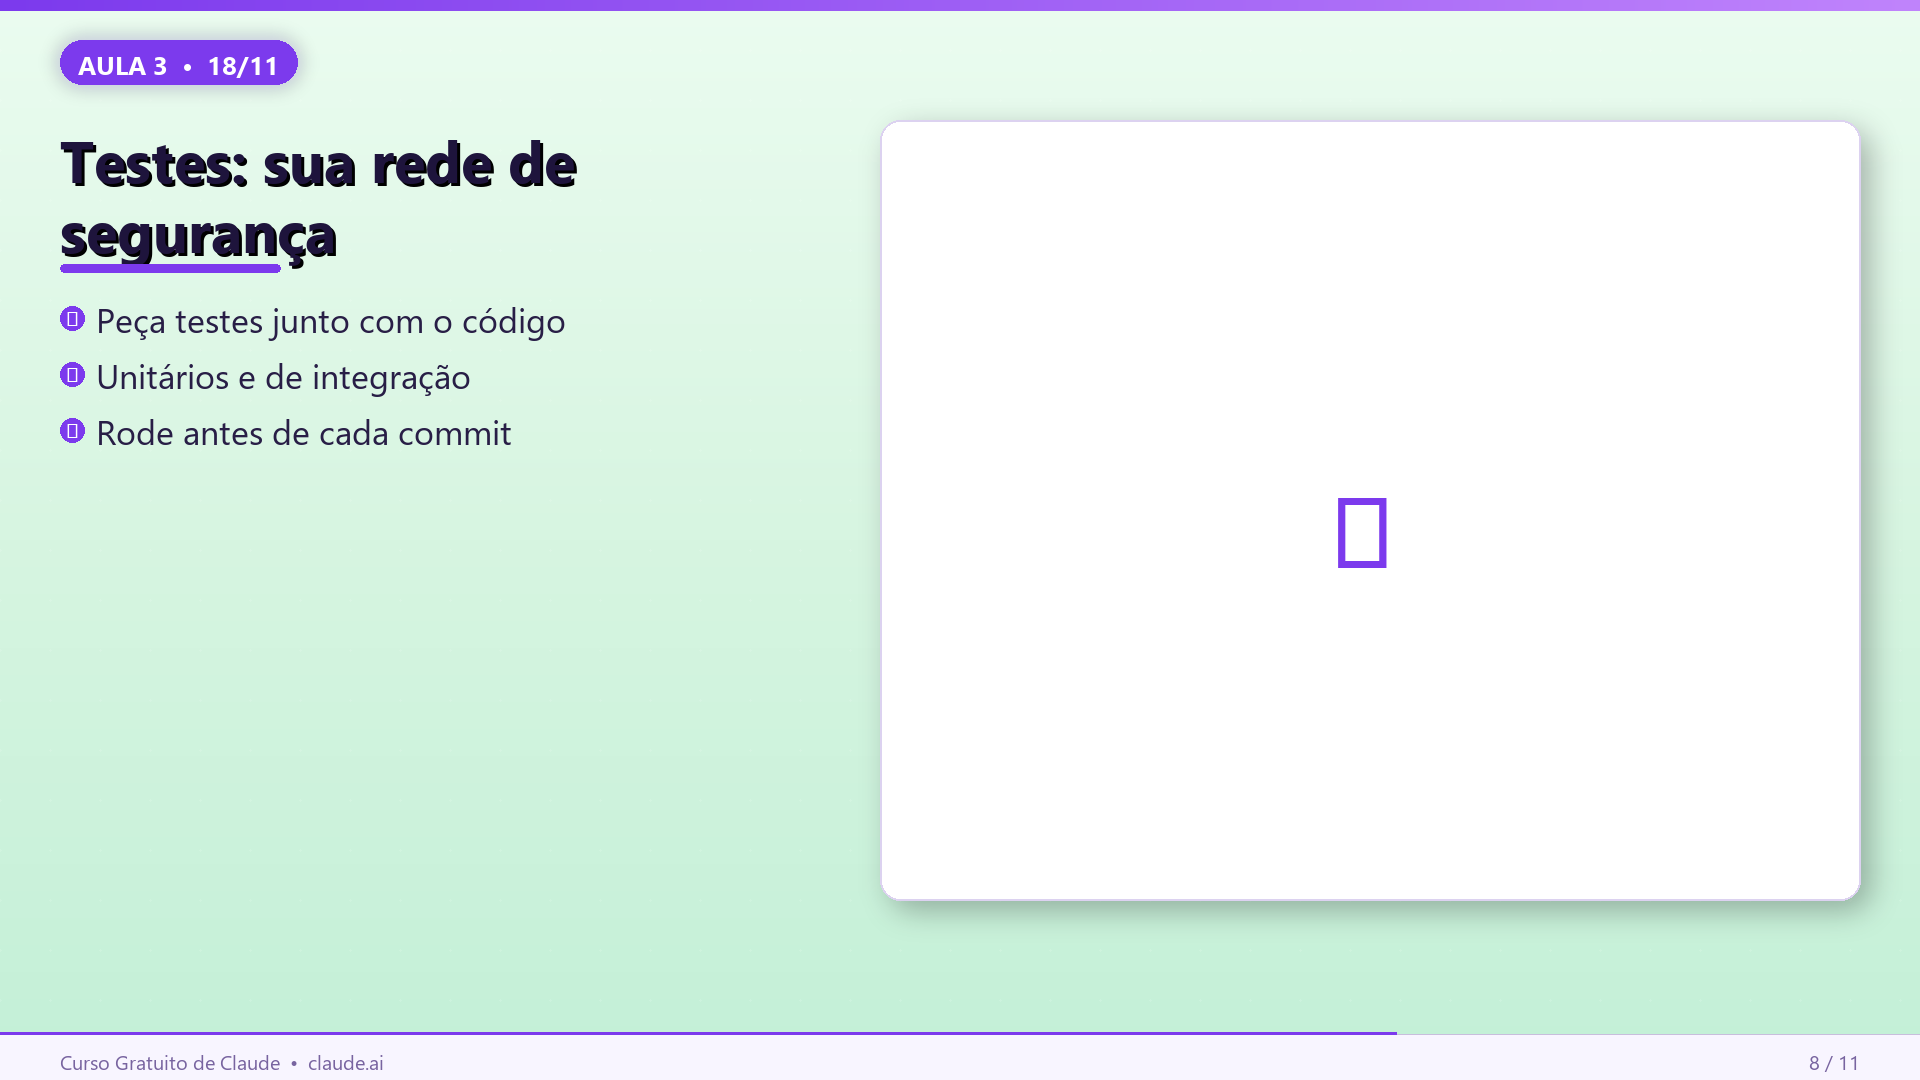 AULA 3 • 18/11
Testes: sua rede de
segurança
Peça testes junto com o código
Unitários e de integração
Rode antes de cada commit
Curso Gratuito de Claude • claude.ai
8 / 11